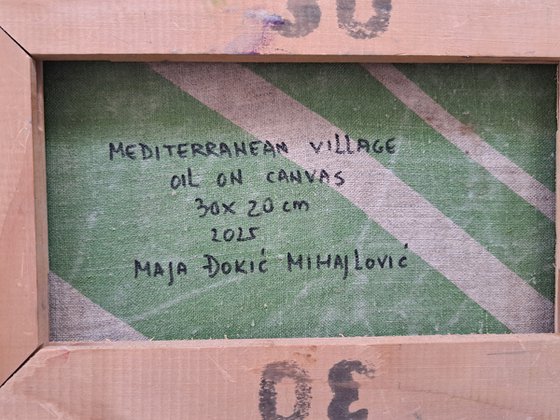 30
MEDITERRANEAN VILLAGE
OIL ON CANVAS
30x 20 cm
2025
MAJA ĐOKIĆ MIHAJLOVIĆ
30